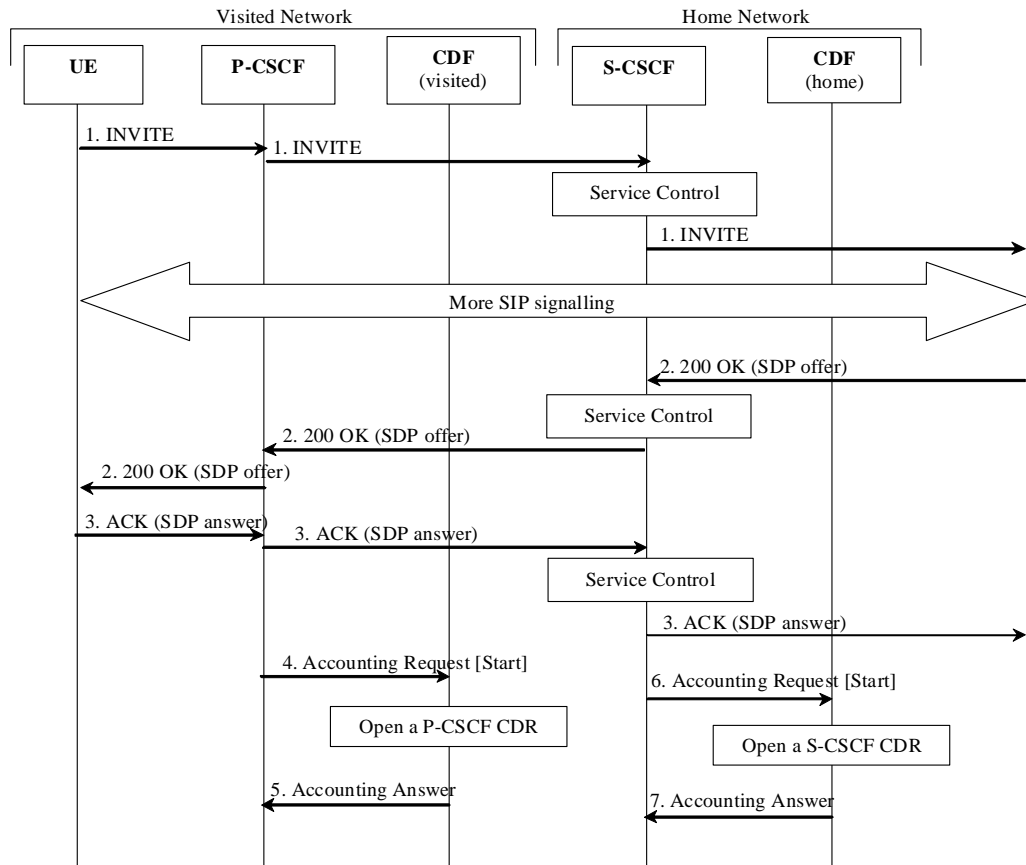 Visited Network
Home Network
UE
P-CSCF
CDF
(visited)
S-CSCF
CDF
(home)
1. INVITE
1. INVITE
Service Control
1. INVITE
More SIP signalling
2. 200 OK (SDP offer)
Service Control
2. 200 OK (SDP offer)
2. 200 OK (SDP offer)
3. ACK (SDP answer)
3. ACK (SDP answer)
Service Control
3. ACK (SDP answer)
4. Accounting Request [Start]
6. Accounting Request [Start]
Open a P-CSCF CDR
Open a S-CSCF CDR
5. Accounting Answer
7. Accounting Answer